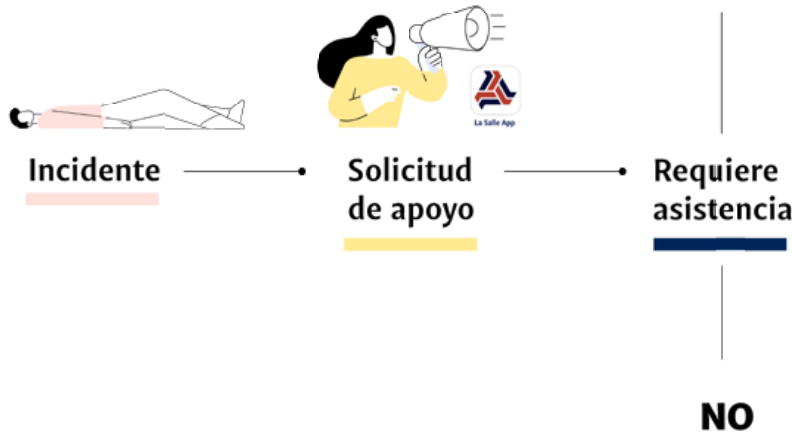 La Salle App
Incidente
Solicitud
de apoyo
Requiere
asistencia
NO